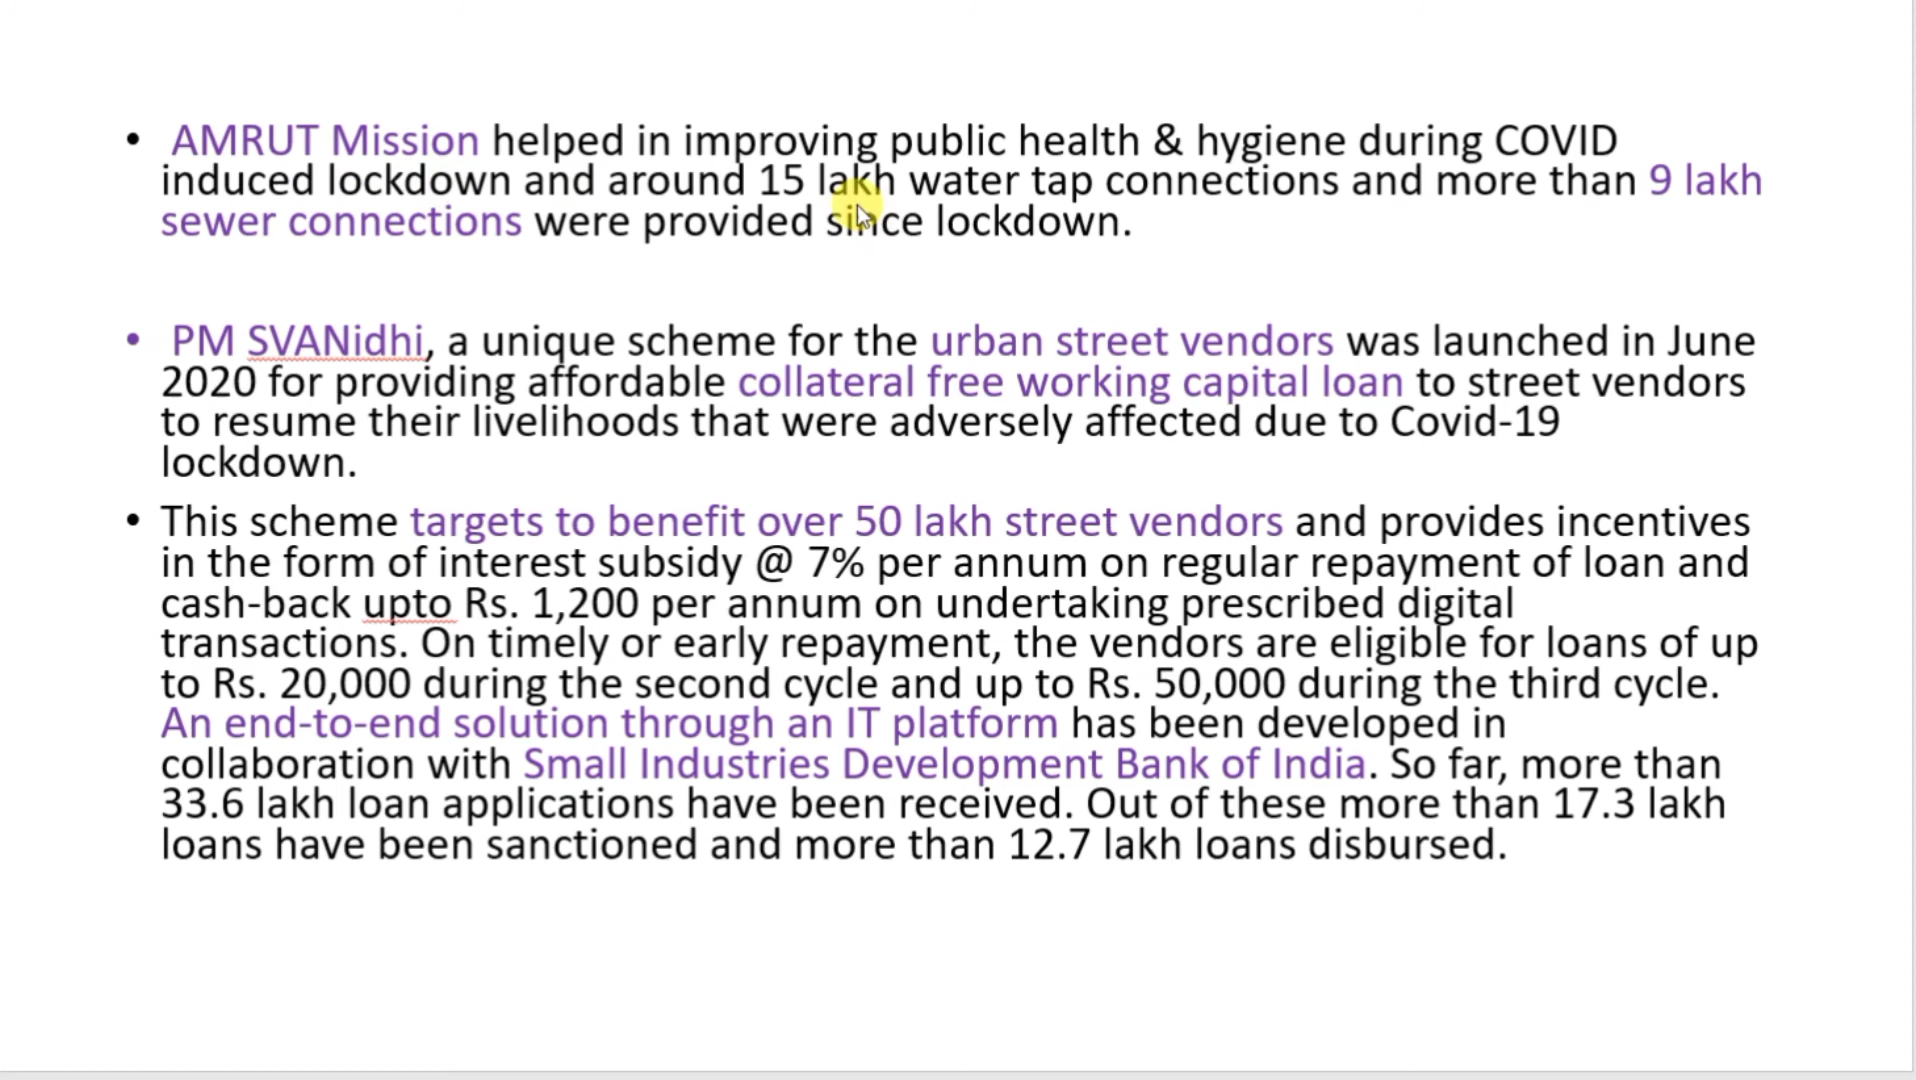 • AMRUT Mission helped in improving public health & hygiene during COVID
induced lockdown and around 15 lakh water tap connections and more than 9 lakh
sewer connections were provided since lockdown.
• PM SVANidhi, a unique scheme for the urban street vendors was launched in June
2020 for providing affordable collateral free working capital loan to street vendors
to resume their livelihoods that were adversely affected due to Covid-19
lockdown.
• This scheme targets to benefit over 50 lakh street vendors and provides incentives
in the form of interest subsidy @ 7% per annum on regular repayment of loan and
cash-back upto Rs. 1,200 per annum on undertaking prescribed digital
transactions. On timely or early repayment, the vendors are eligible for loans of up
to Rs. 20,000 during the second cycle and up to Rs. 50,000 during the third cycle.
An end-to-end solution through an IT platform has been developed in
collaboration with Small Industries Development Bank of India. So far, more than
33.6 lakh loan applications have been received. Out of these more than 17.3 lakh
loans have been sanctioned and more than 12.7 lakh loans disbursed.